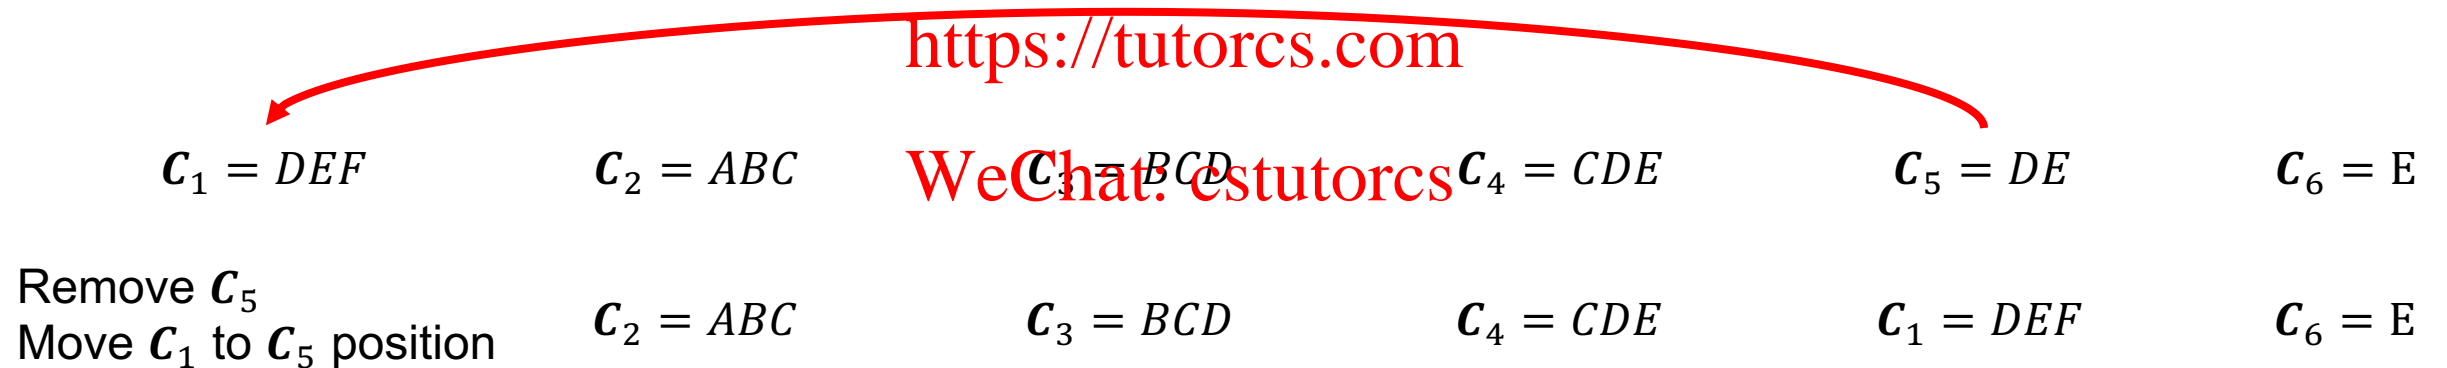 https://tutorcs.com
C₁ = DEF C₂ = ABC C₃ = BCD C₄ = CDE C₅ = DE C₆ = E
WeChat: cstutorcs
Remove C₅
Move C₁ to C₅ position
C₂ = ABC C₃ = BCD C₄ = CDE C₁ = DEF C₆ = E